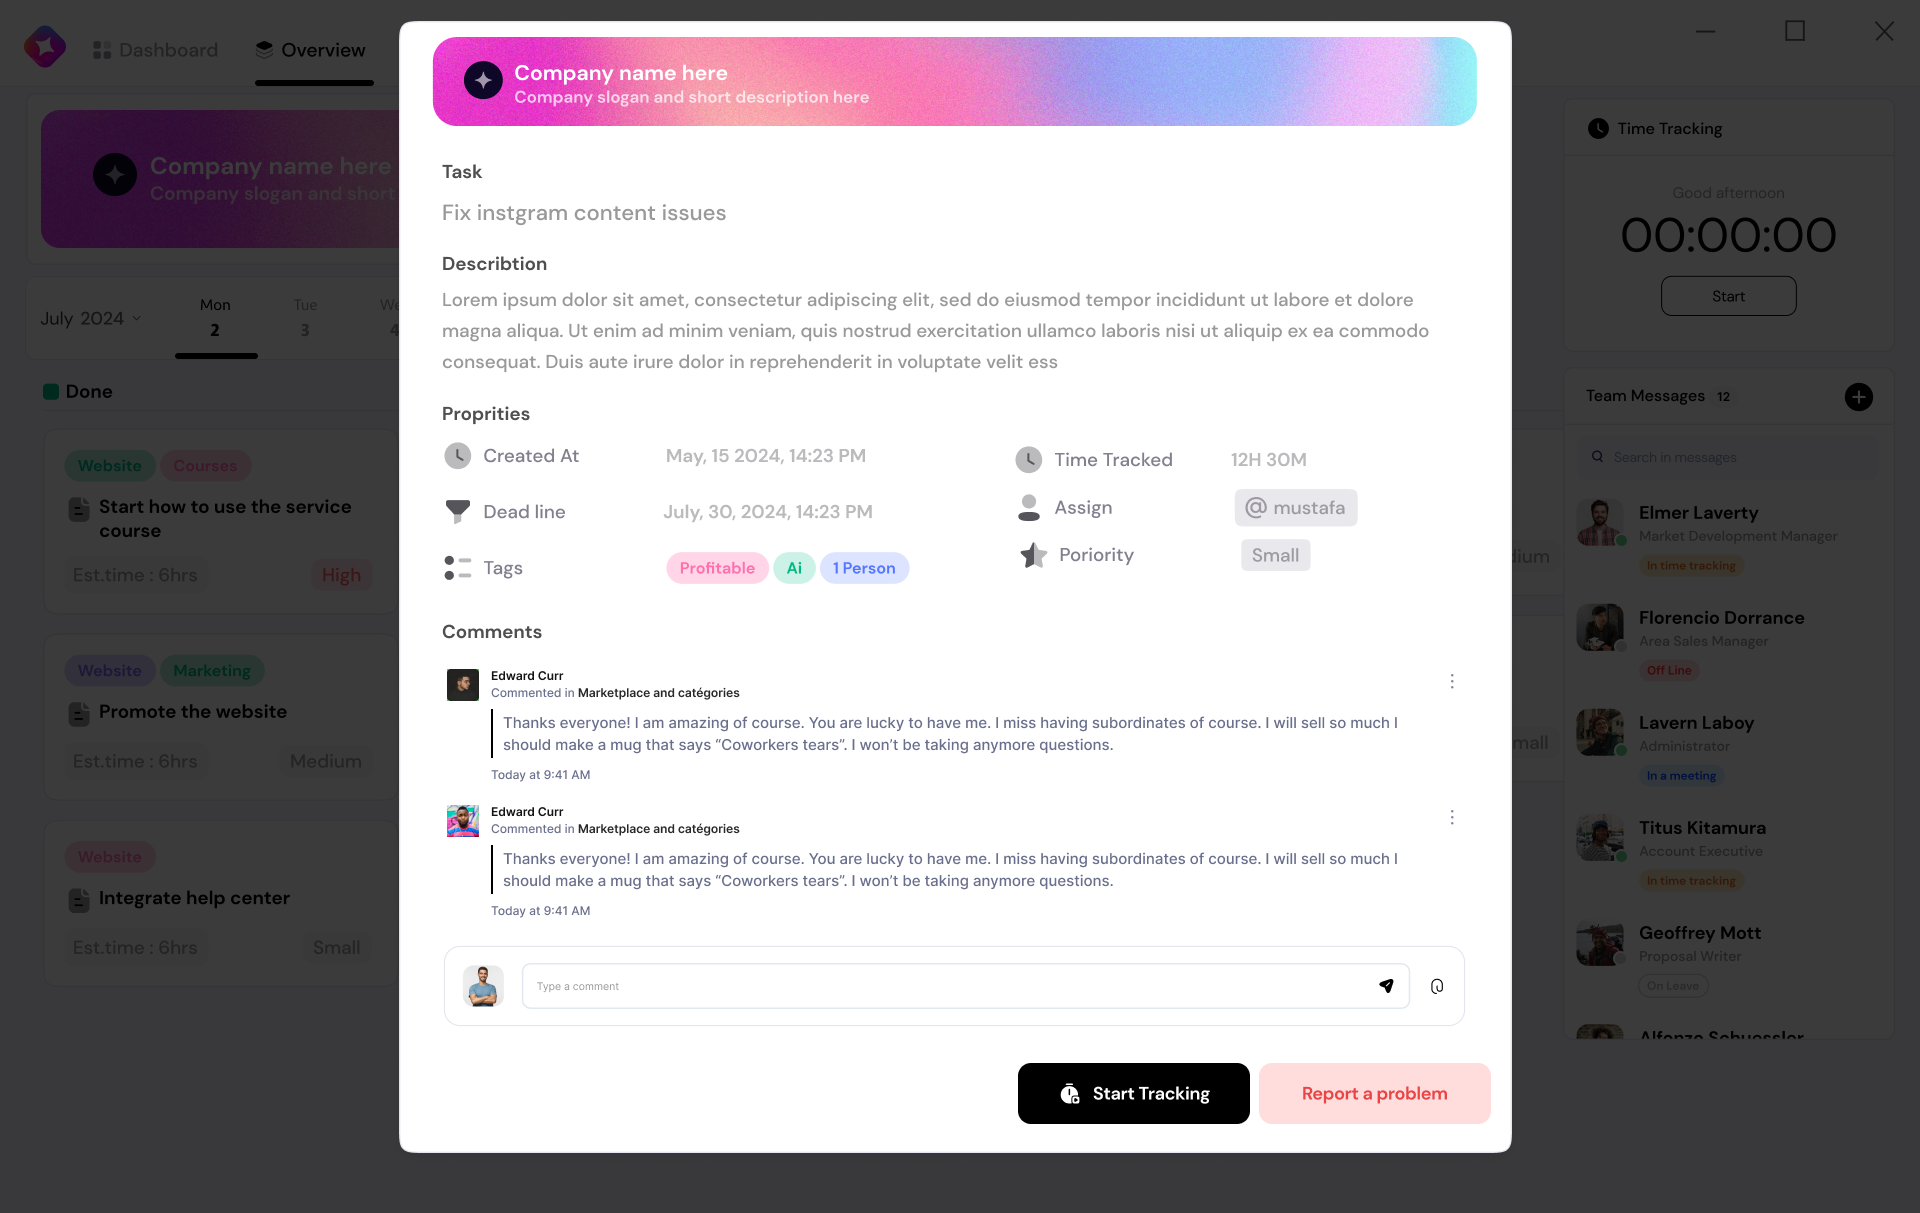 Dashboard
Overview
Company name here
Company slogan and short
July 2024
Mon
2
Tue
3
We
4
Done
Website
Courses
Start how to use the service
course
Est.time : 6hrs
High
Website
Marketing
Promote the website
Est.time : 6hrs
Medium
Website
Integrate help center
Est.time : 6hrs
Small
Company name here
Company slogan and short description here
Task
Fix instgram content issues
Describtion
Lorem ipsum dolor sit amet, consectetur adipiscing elit, sed do eiusmod tempor incididunt ut labore et dolore
magna aliqua. Ut enim ad minim veniam, quis nostrud exercitation ullamco laboris nisi ut aliquip ex ea commodo
consequat. Duis aute irure dolor in reprehenderit in voluptate velit ess
Proprities
Created At
May, 15 2024, 14:23 PM
Dead line
July, 30, 2024, 14:23 PM
Tags
Profitable
Ai
1 Person
Time Tracked
12H 30M
Assign
@ mustafa
Poriority
Small
Comments
Edward Curr
Commented in Marketplace and catégories
Thanks everyone! I am amazing of course. You are lucky to have me. I miss having subordinates of course. I will sell so much I
should make a mug that says “Coworkers tears”. I won’t be taking anymore questions.
Today at 9:41 AM
Edward Curr
Commented in Marketplace and catégories
Thanks everyone! I am amazing of course. You are lucky to have me. I miss having subordinates of course. I will sell so much I
should make a mug that says “Coworkers tears”. I won’t be taking anymore questions.
Today at 9:41 AM
Type a comment
Start Tracking
Report a problem
dium
mall
Time Tracking
Good afternoon
00:00:00
Start
Team Messages 12
Search in messages
Elmer Laverty
Market Development Manager
In time tracking
Florencio Dorrance
Area Sales Manager
Off Line
Lavern Laboy
Administrator
In a meeting
Titus Kitamura
Account Executive
In time tracking
Geoffrey Mott
Proposal Writer
On Leave
Alfonzo Schuessler